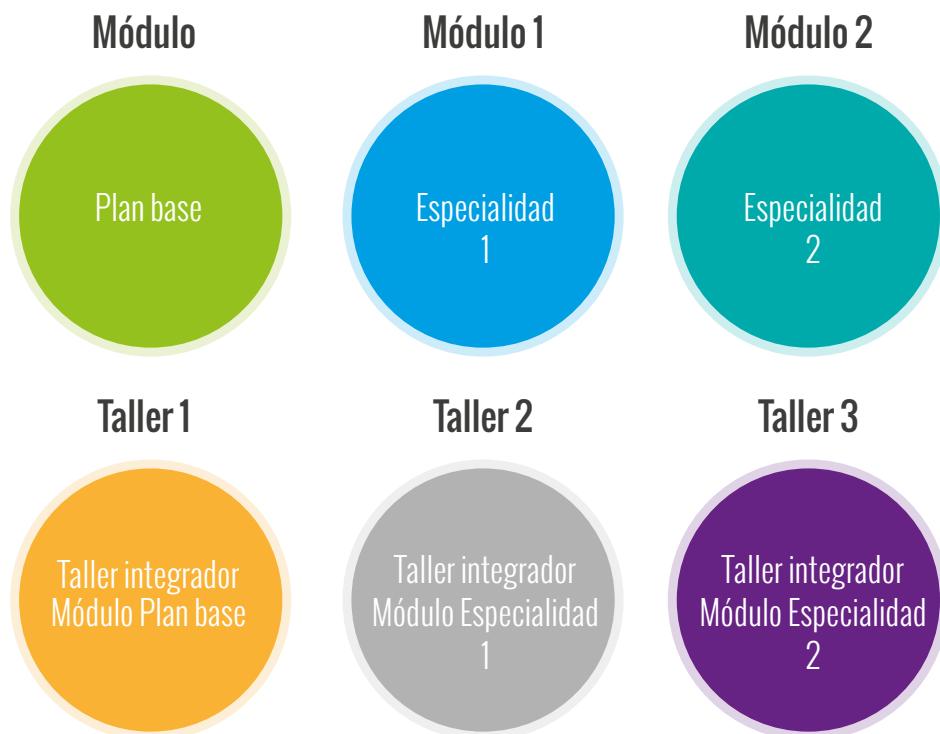 Módulo
Módulo 1
Módulo 2
Plan base
Especialidad
1
Especialidad
2
Taller 1
Taller 2
Taller 3
Taller integrador
Módulo Plan base
Taller integrador
Módulo Especialidad
1
Taller integrador
Módulo Especialidad
2